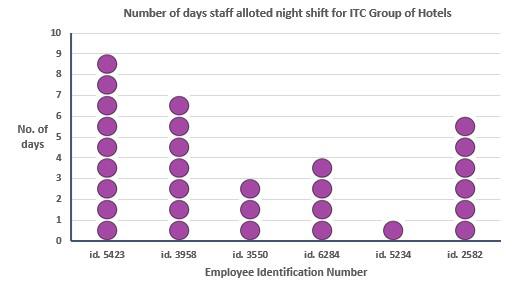 Number of days staff alloted night shift for ITC Group of Hotels
10
9
8
7
6
5
4
3
2
1
0
No. of
days
id. 5423 id. 3958 id. 3550 id. 6284 id. 5234 id. 2582
Employee Identification Number